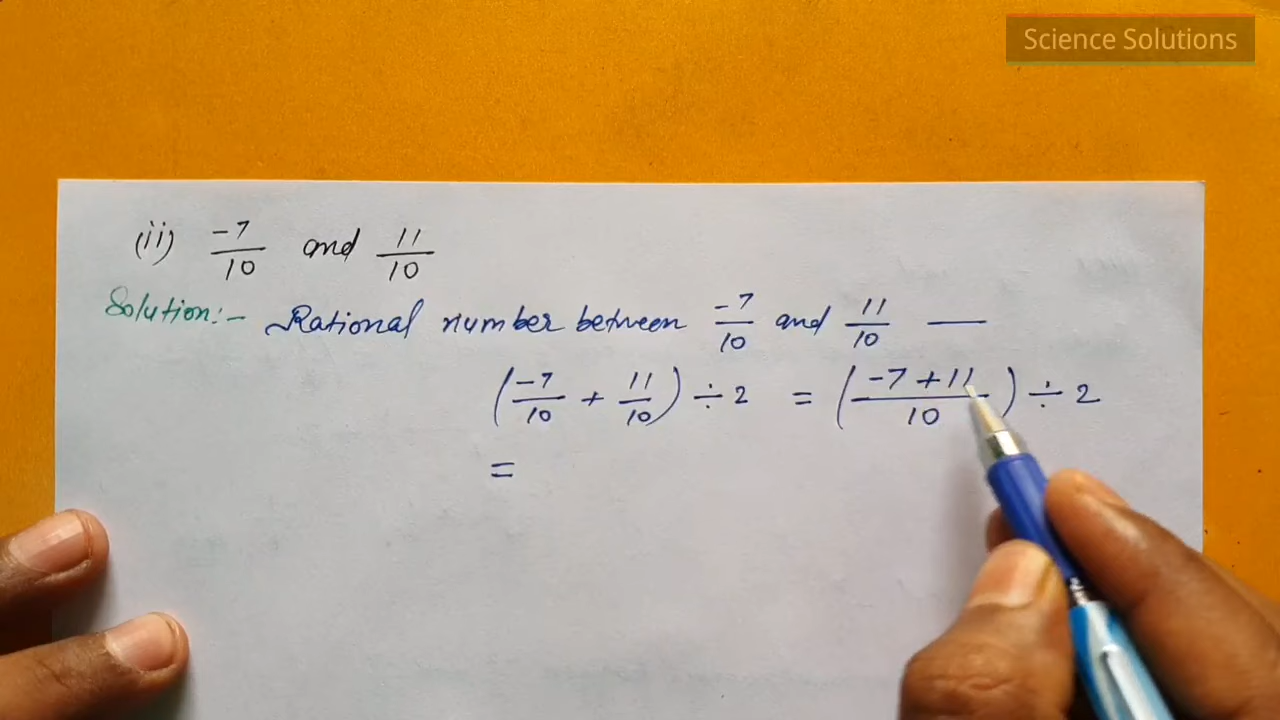 Science Solutions
(ii) -7/10 and 11/10
Solution:- Rational number between -7/10 and 11/10 —
(-7/10 + 11/10) ÷ 2 = (-7+11/10) ÷ 2
=